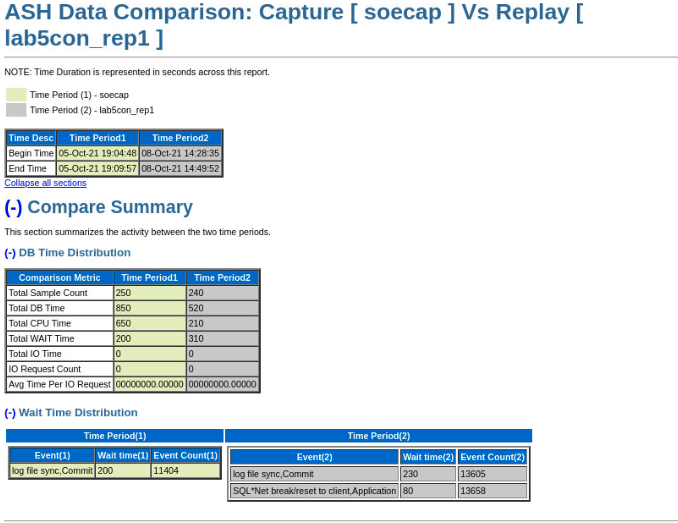 ASH Data Comparison: Capture [ soecap ] Vs Replay [
lab5con_rep1 ]
NOTE: Time Duration is represented in seconds across this report.
Time Period (1) - soecap
Time Period (2) - lab5con_rep1
Time Desc Time Period1 Time Period2
Begin Time 05-Oct-21 19:04:48 08-Oct-21 14:28:35
End Time 05-Oct-21 19:09:57 08-Oct-21 14:49:52
Collapse all sections
(-) Compare Summary
This section summarizes the activity between the two time periods.
(-) DB Time Distribution
Comparison Metric Time Period1 Time Period2
Total Sample Count 250 240
Total DB Time 850 520
Total CPU Time 650 210
Total WAIT Time 200 310
Total IO Time 0 0
IO Request Count 0 0
Avg Time Per IO Request 00000000.00000 00000000.00000
(-) Wait Time Distribution
Time Period(1) Time Period(2)
Event(1) Wait time(1) Event Count(1)
log file sync,Commit 200 11404
Event(2) Wait time(2) Event Count(2)
log file sync,Commit 230 13605
SQL*Net break/reset to client,Application 80 13658